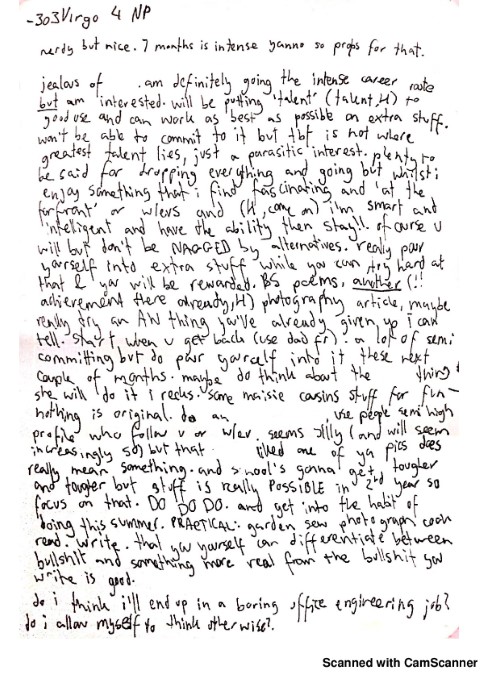 -303Virgo 4 NP
nerdy but nice. 7 months is intense yanno so props for that.
jealous of . am definitely going the intense career route
but am interested. will be putting 'talent' (talent, H) to
good use and can work as best as possible on extra stuff.
won't be able to commit to it but tbf is not where
greatest talent lies, just a parasitic interest. plenty to
be said for dropping everything and going but whilst i
enjoy something that i find fascinating and 'at the
forfront' or w/evs and (H, come on) i'm smart and
intelligent and have the ability then stay!! of course u
will but don't be NAGGED by alternatives. really pour
yourself into extra stuff while you can try hard at
that & you will be rewarded. BS poems, another (!!
achievement there already, H) photography article, maybe
really try an AN thing you've already given up i can
tell. start when u get back (use dad fr). a lot of semi
committing but do pour yourself into it these next
couple of months. maybe do think about the thing
she will do it i recks. some maisie cousins stuff for fun -
nothing is original. do an , use people semi high
profile who follow u or w/ev. seems silly (and will seem
increasingly so) but that liked one of ya pics does
really mean something. and school's gonna get tougher
and tougher but stuff is really POSSIBLE in 2nd year so
focus on that. DO DO DO. and get into the habit of
doing this summer. PRACTICAL: garden sew photograph cook
read. write. that you yourself can differentiate between
bullshit and something more real from the bullshit you
write is good.
do i think i'll end up in a boring office engineering job?
do i allow myself to think otherwise?
Scanned with CamScanner